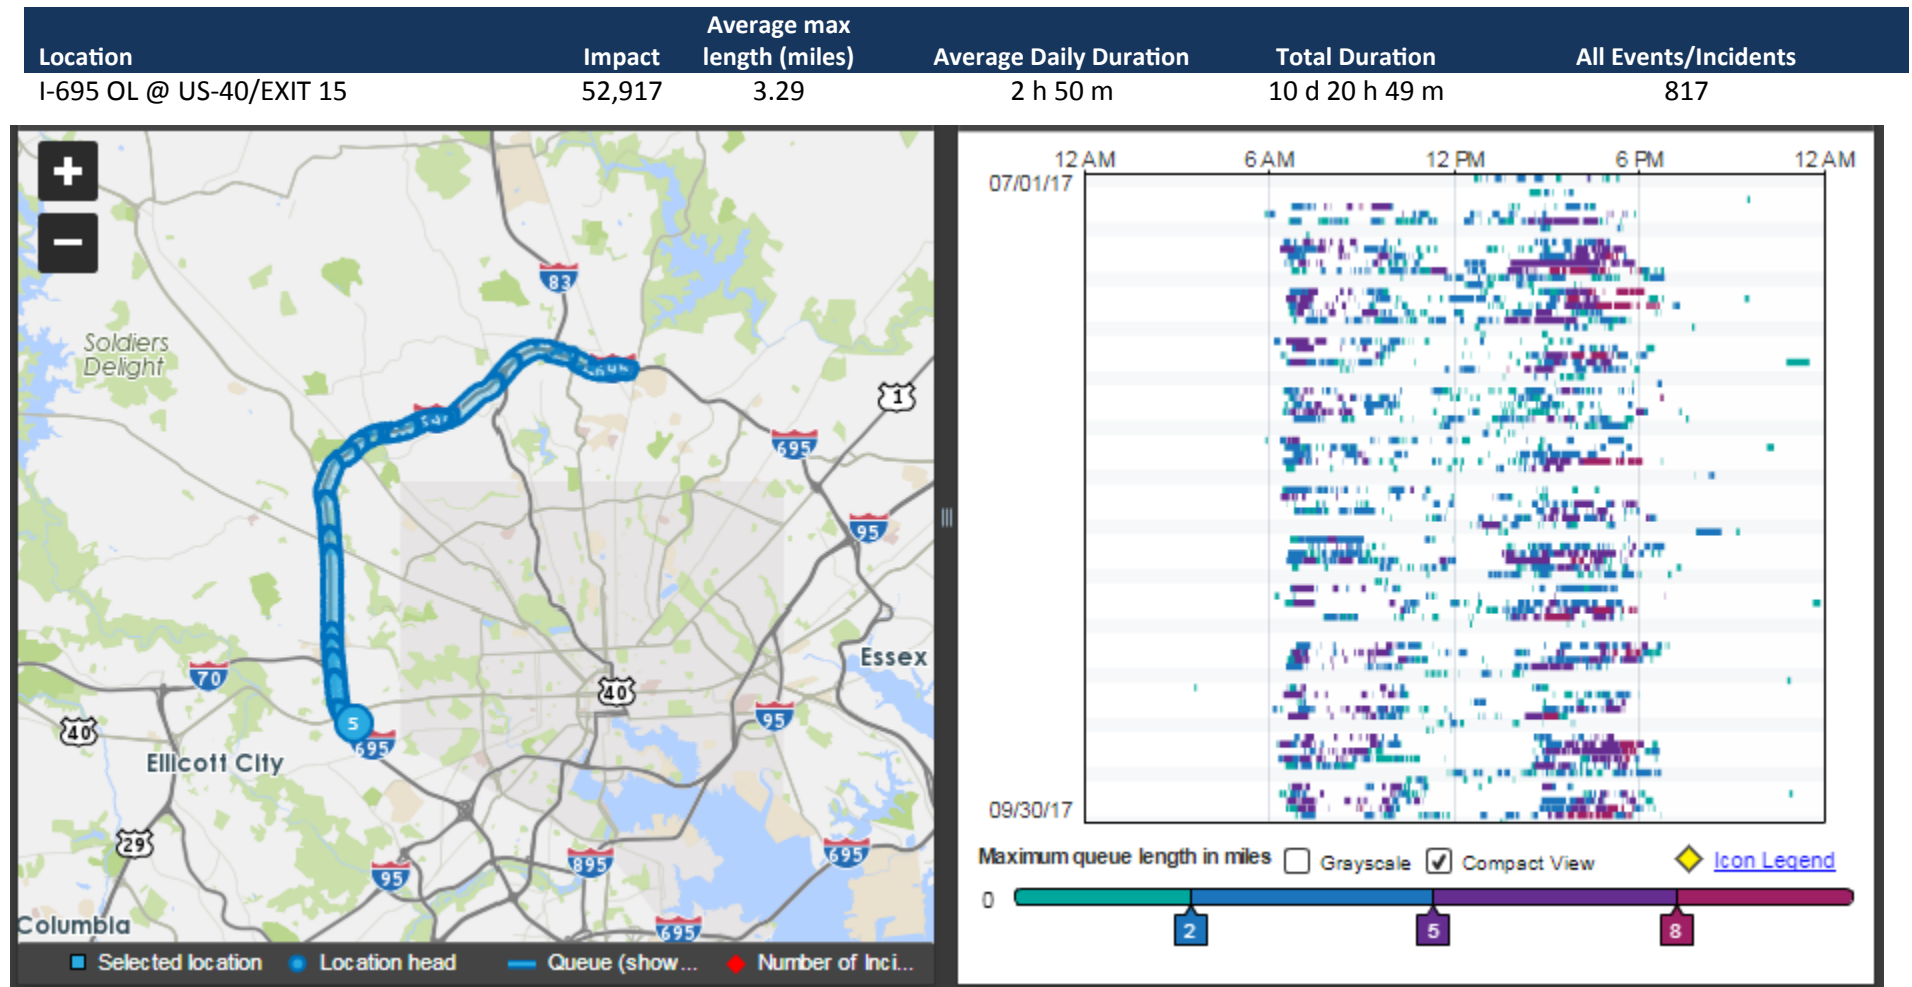 Location Impact Average max length (miles) Average Daily Duration Total Duration All Events/Incidents
I-695 OL @ US-40/EXIT 15 52,917 3.29 2 h 50 m 10 d 20 h 49 m 817
+
−
83
Soldiers
Delight
1
695
695
95
70
Essex
40
40
5
95
695
Ellicott City
29
95
895
695
Columbia
695
Selected location Location head Queue (show... Number of Inci...
12 AM 6 AM 12 PM 6 PM 12 AM
07/01/17
09/30/17
Maximum queue length in miles Grayscale Compact View Icon Legend
0
2 5 8